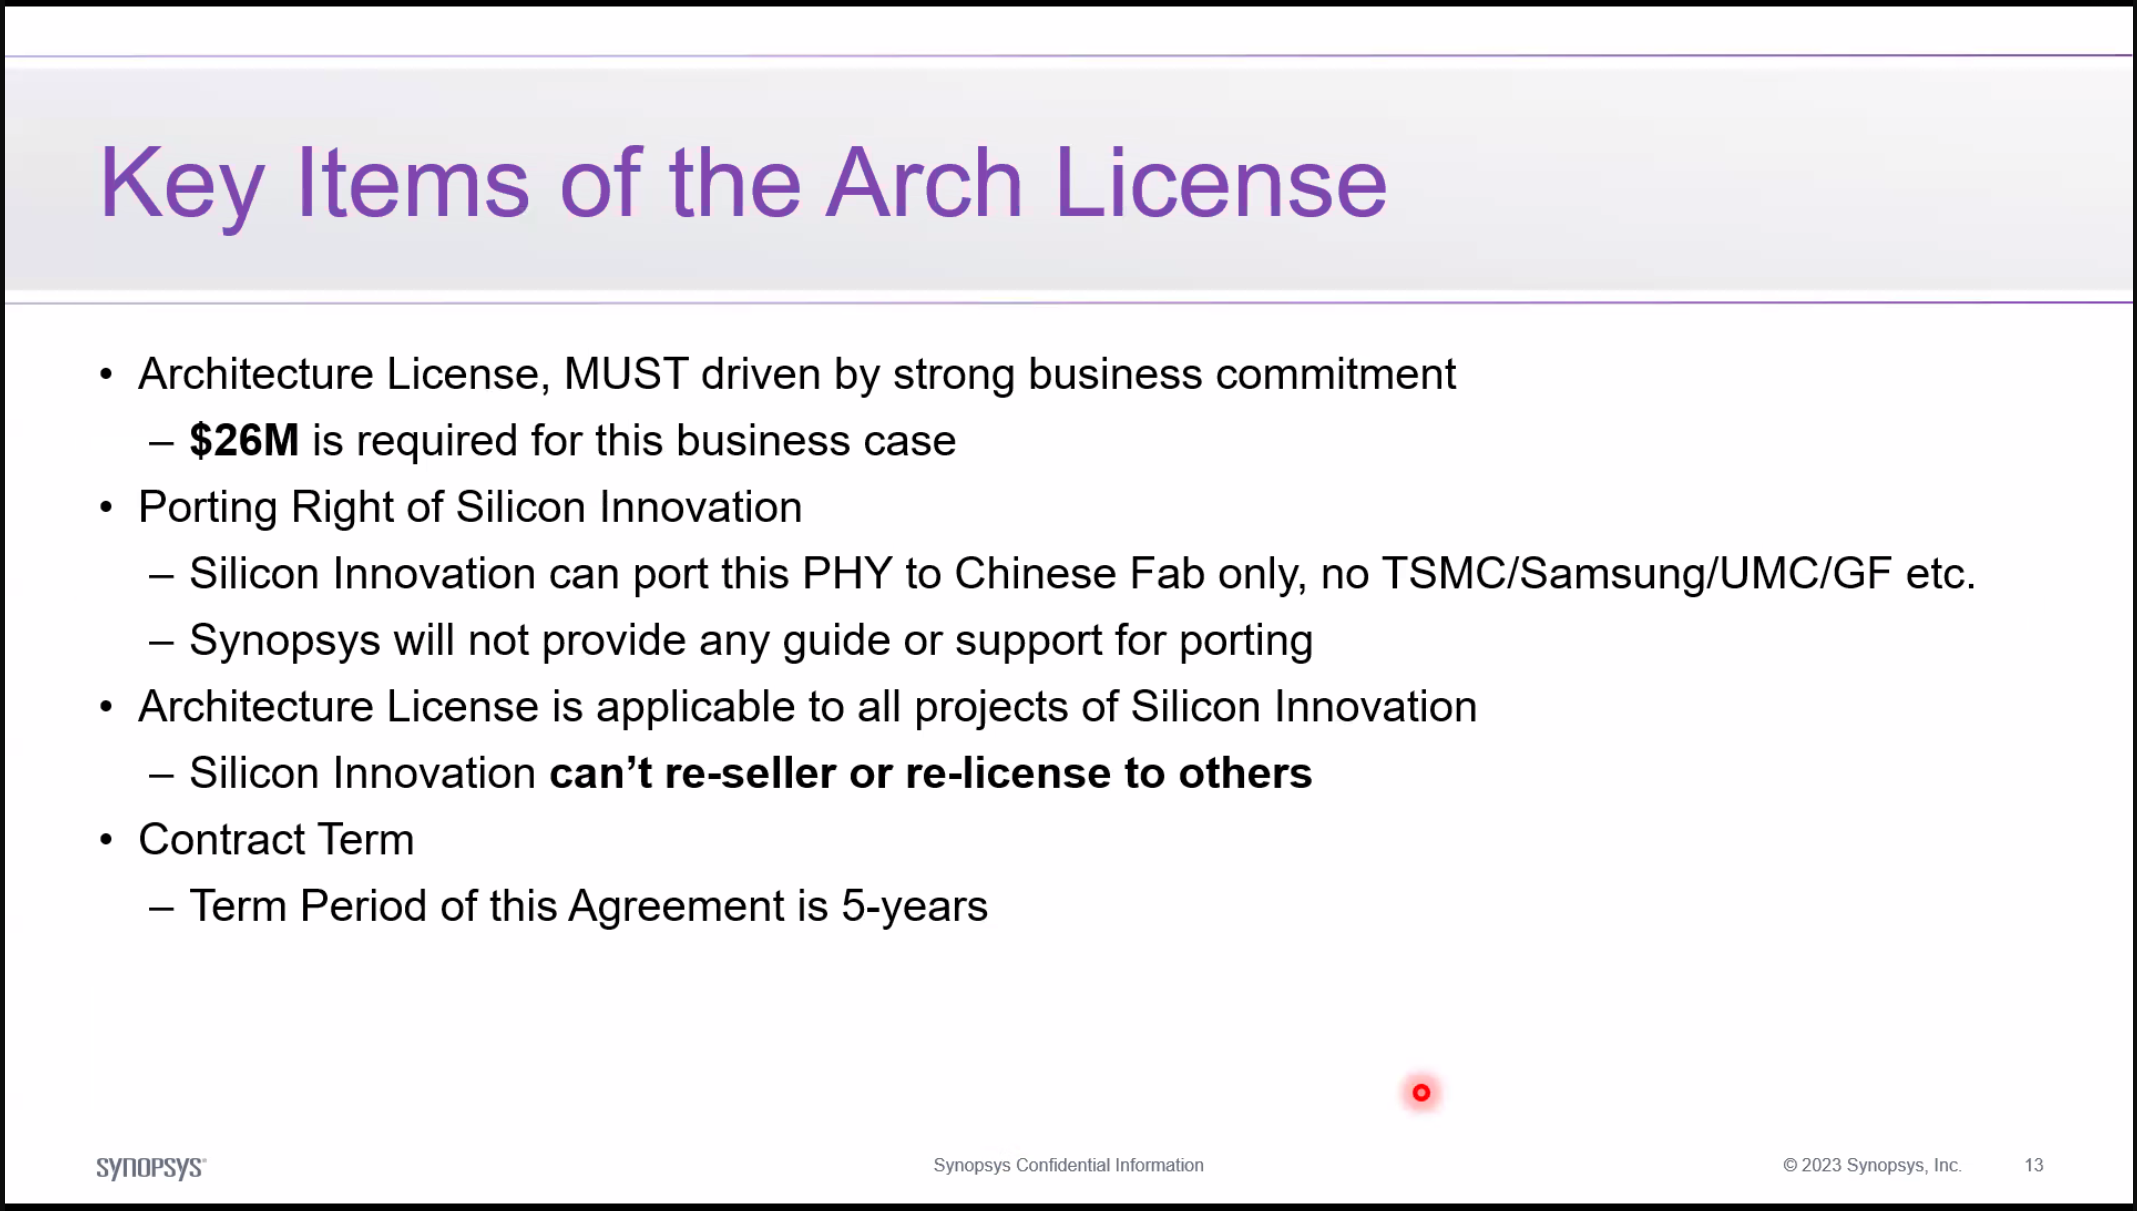 Key Items of the Arch License
• Architecture License, MUST driven by strong business commitment
– $26M is required for this business case
• Porting Right of Silicon Innovation
– Silicon Innovation can port this PHY to Chinese Fab only, no TSMC/Samsung/UMC/GF etc.
– Synopsys will not provide any guide or support for porting
• Architecture License is applicable to all projects of Silicon Innovation
– Silicon Innovation can’t re-seller or re-license to others
• Contract Term
– Term Period of this Agreement is 5-years
SYNOPSYS®
Synopsys Confidential Information
© 2023 Synopsys, Inc.
13